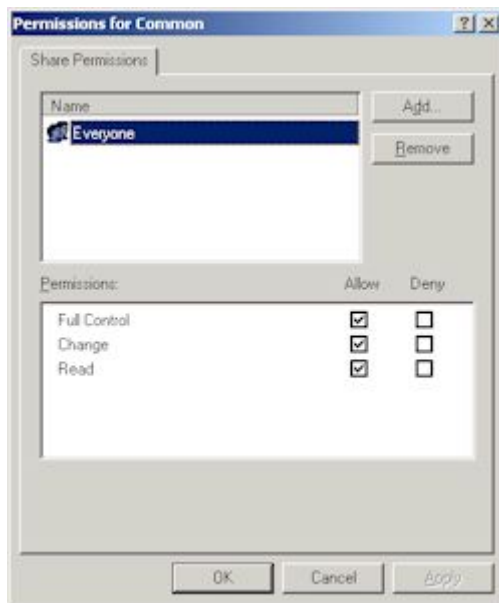 Permissions for Common
Share Permissions
Name
Add...
Everyone
Remove
Permissions: Allow Deny
Full Control
Change
Read
OK Cancel Apply